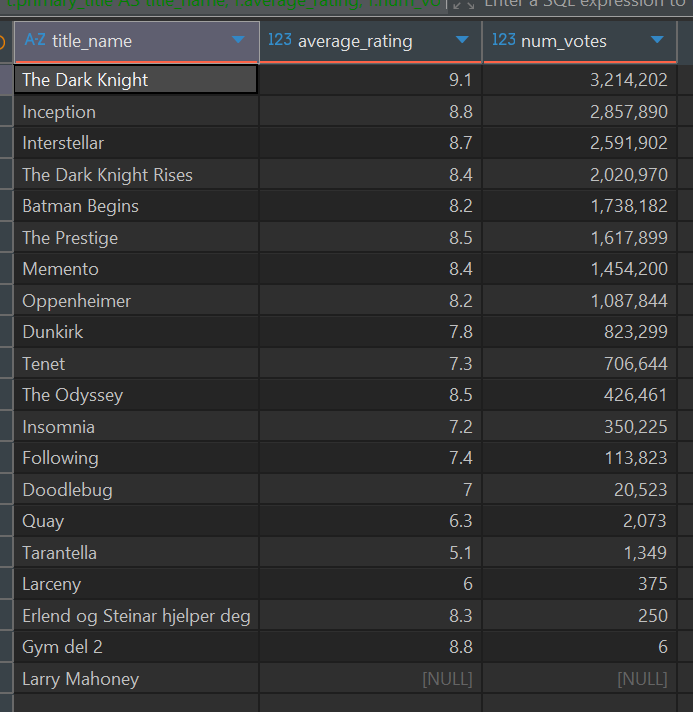 t.primary_title AS title_name, r.average_rating, r.num_vo Enter a SQL expression to
A-Z title_name 123 average_rating 123 num_votes
The Dark Knight 9.1 3,214,202
Inception 8.8 2,857,890
Interstellar 8.7 2,591,902
The Dark Knight Rises 8.4 2,020,970
Batman Begins 8.2 1,738,182
The Prestige 8.5 1,617,899
Memento 8.4 1,454,200
Oppenheimer 8.2 1,087,844
Dunkirk 7.8 823,299
Tenet 7.3 706,644
The Odyssey 8.5 426,461
Insomnia 7.2 350,225
Following 7.4 113,823
Doodlebug 7 20,523
Quay 6.3 2,073
Tarantella 5.1 1,349
Larceny 6 375
Erlend og Steinar hjelper deg 8.3 250
Gym del 2 8.8 6
Larry Mahoney [NULL] [NULL]